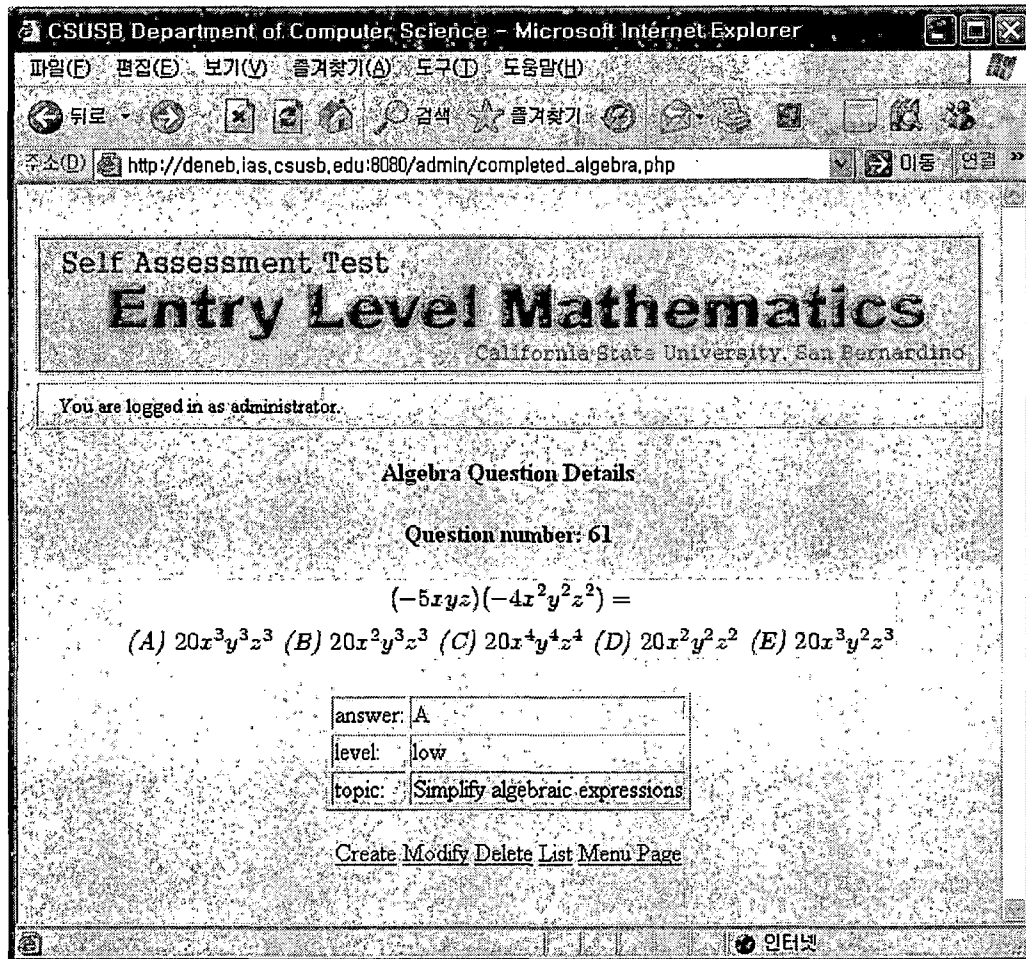 CSUSB Department of Computer Science - Microsoft Internet Explorer
파일(F) 편집(E) 보기(V) 즐겨찾기(A) 도구(T) 도움말(H)
뒤로 검색 즐겨찾기
주소(D) http://deneb.ias.csusb.edu:8080/admin/completed_algebra.php 이동 연결 »
Self Assessment Test
Entry Level Mathematics
California State University, San Bernardino
You are logged in as administrator.
Algebra Question Details
Question number: 61
(−5xyz)(−4x²y²z²) =
(A) 20x³y³z³ (B) 20x²y³z³ (C) 20x⁴y⁴z⁴ (D) 20x²y²z² (E) 20x³y²z³
answer: A
level: low
topic: Simplify algebraic expressions
Create Modify Delete List Menu Page
인터넷